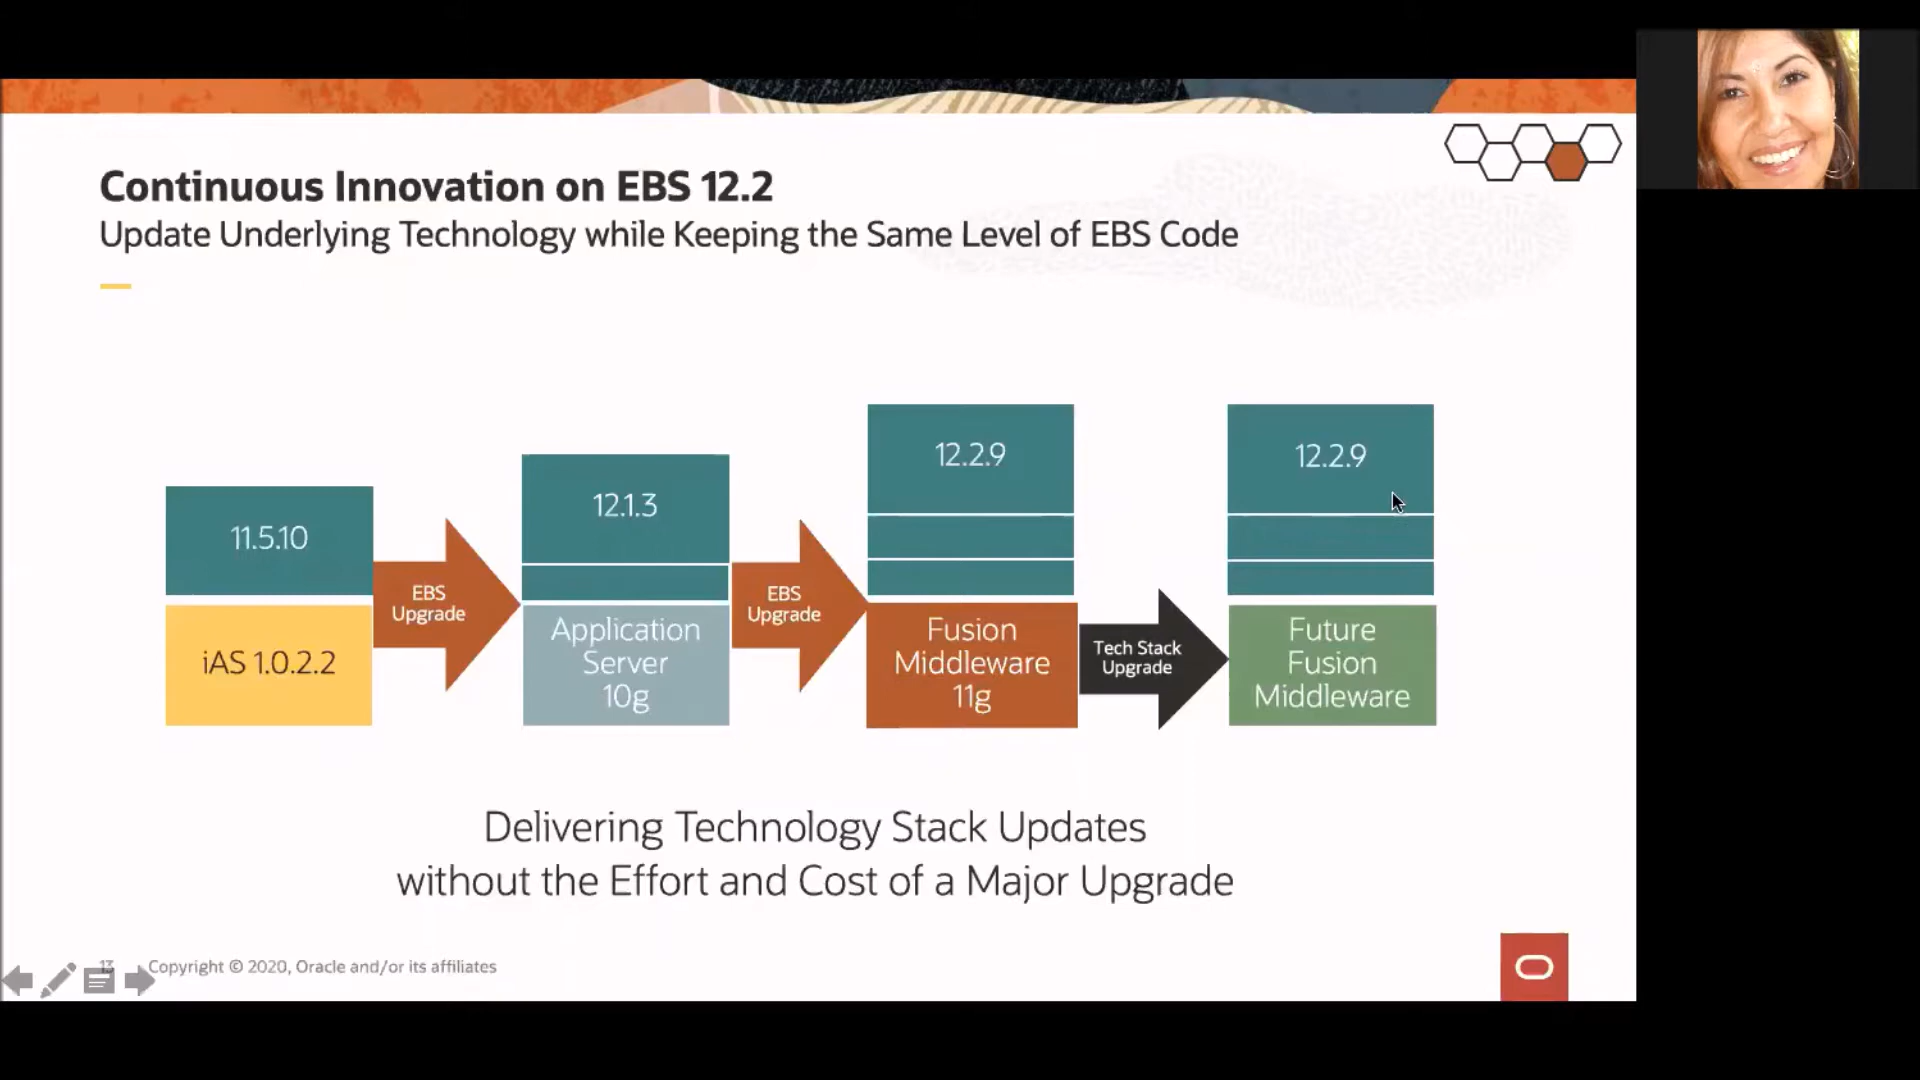 Continuous Innovation on EBS 12.2
Update Underlying Technology while Keeping the Same Level of EBS Code
11.5.10
iAS 1.0.2.2
EBS
Upgrade
12.1.3
Application
Server
10g
EBS
Upgrade
12.2.9
Fusion
Middleware
11g
Tech Stack
Upgrade
12.2.9
Future
Fusion
Middleware
Delivering Technology Stack Updates
without the Effort and Cost of a Major Upgrade
13
Copyright © 2020, Oracle and/or its affiliates